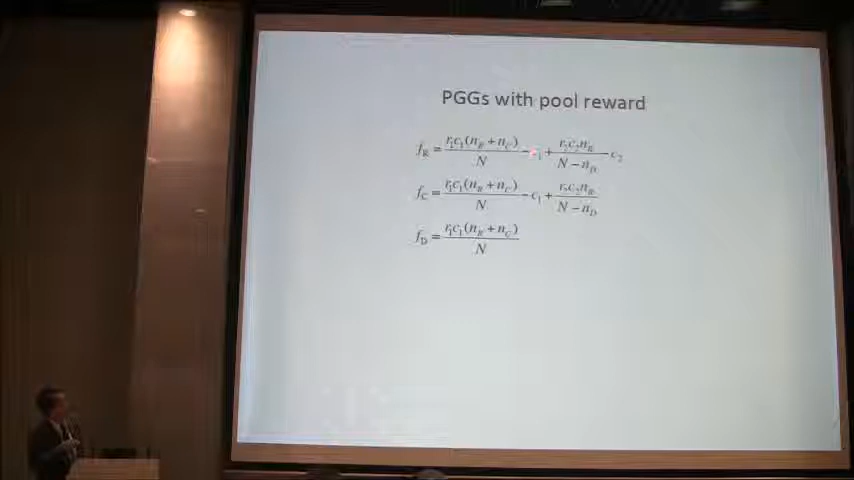 PGGs with pool reward
f_R = r_1c_1(n_R + n_C)/N − c_1 + r_2c_2n_R/(N − n_D) − c_2
f_C = r_1c_1(n_R + n_C)/N − c_1 + r_2c_2n_R/(N − n_D)
f_D = r_1c_1(n_R + n_C)/N